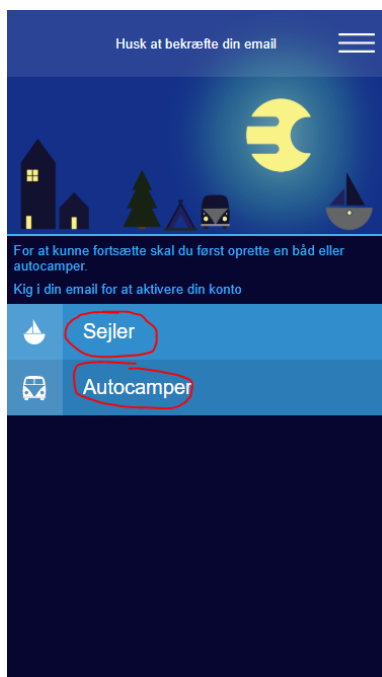 Husk at bekræfte din email
For at kunne fortsætte skal du først oprette en båd eller
autocamper.
Kig i din email for at aktivere din konto
Sejler
Autocamper